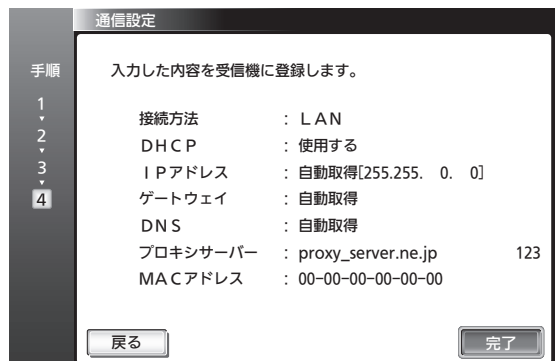 通信設定
手順
1
2
3
4
入力した内容を受信機に登録します。
接続方法 : LAN
DHCP : 使用する
IPアドレス : 自動取得[255.255. 0. 0]
ゲートウェイ : 自動取得
DNS : 自動取得
プロキシサーバー : proxy_server.ne.jp 123
MACアドレス : 00-00-00-00-00-00
戻る 完了